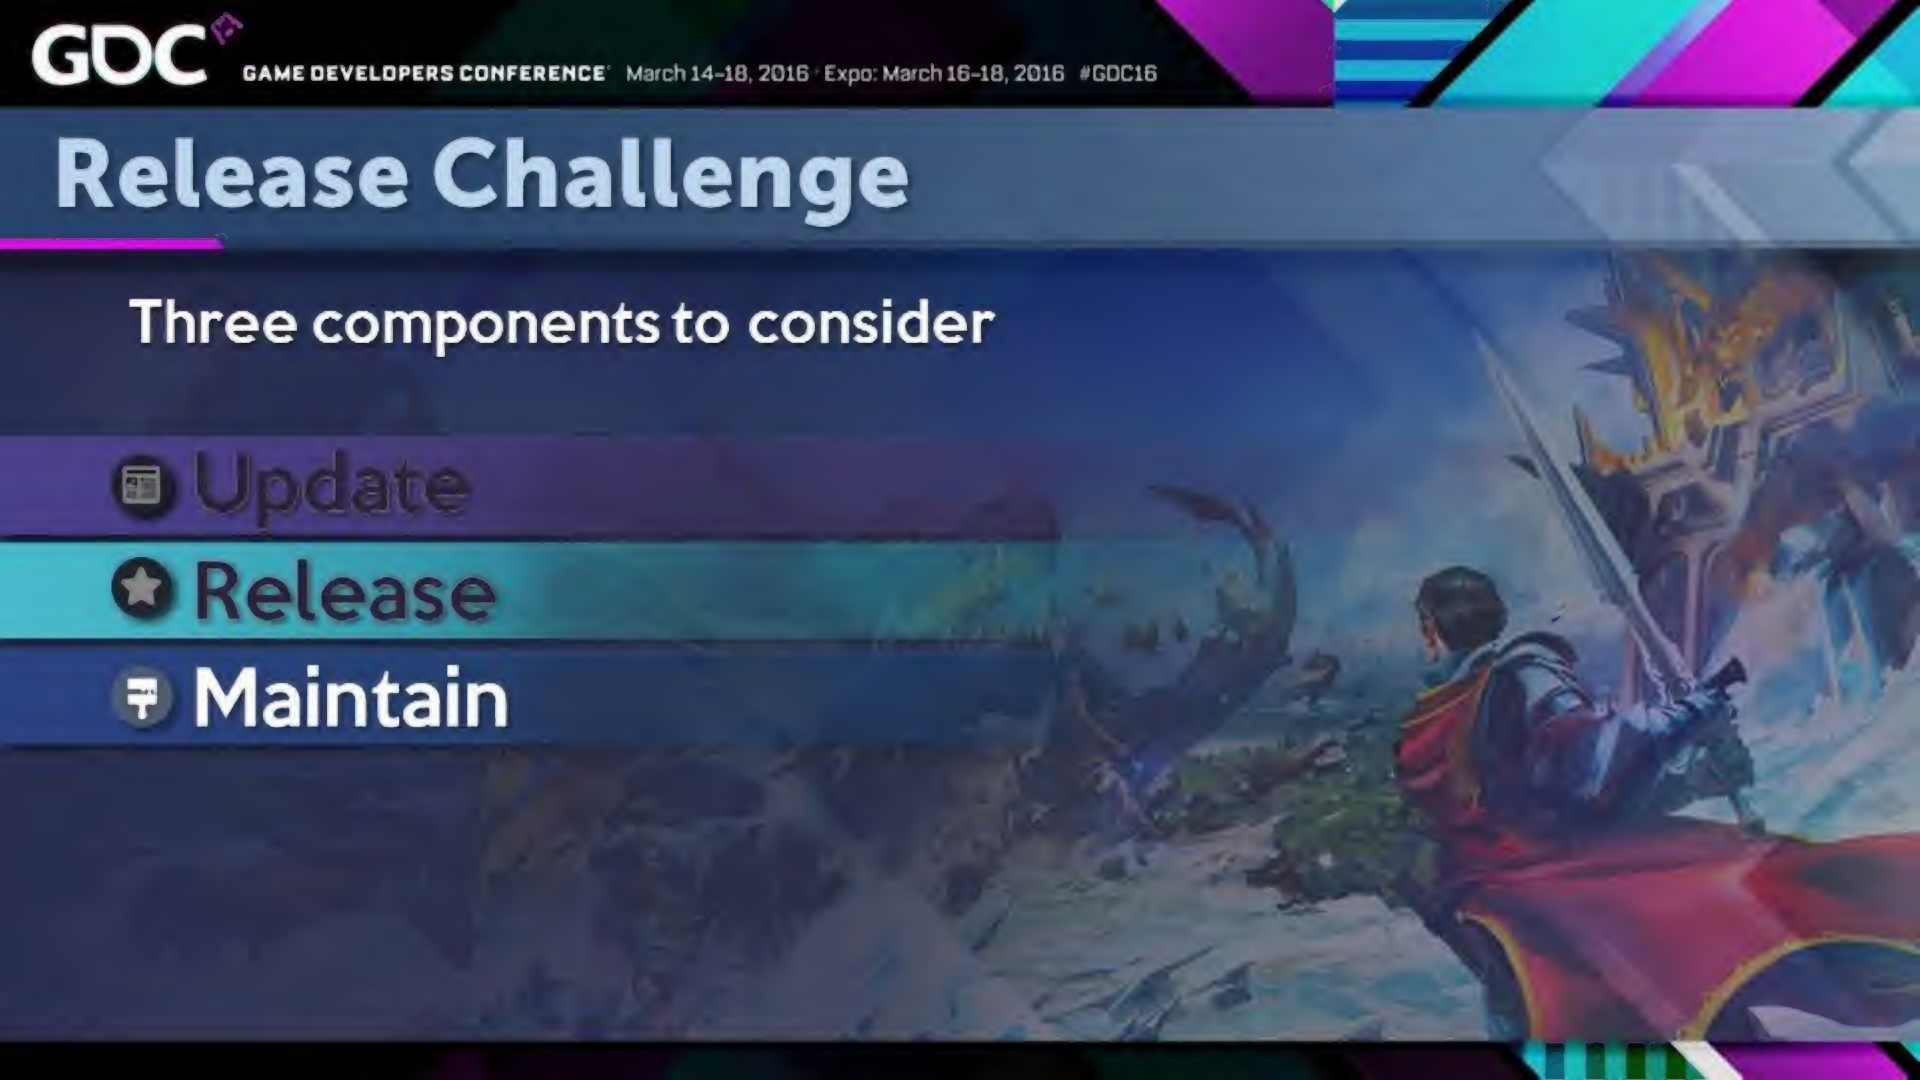 GDC
GAME DEVELOPERS CONFERENCE March 14-18, 2016 · Expo: March 16-18, 2016 #GDC16
Release Challenge
Three components to consider
Update
Release
Maintain